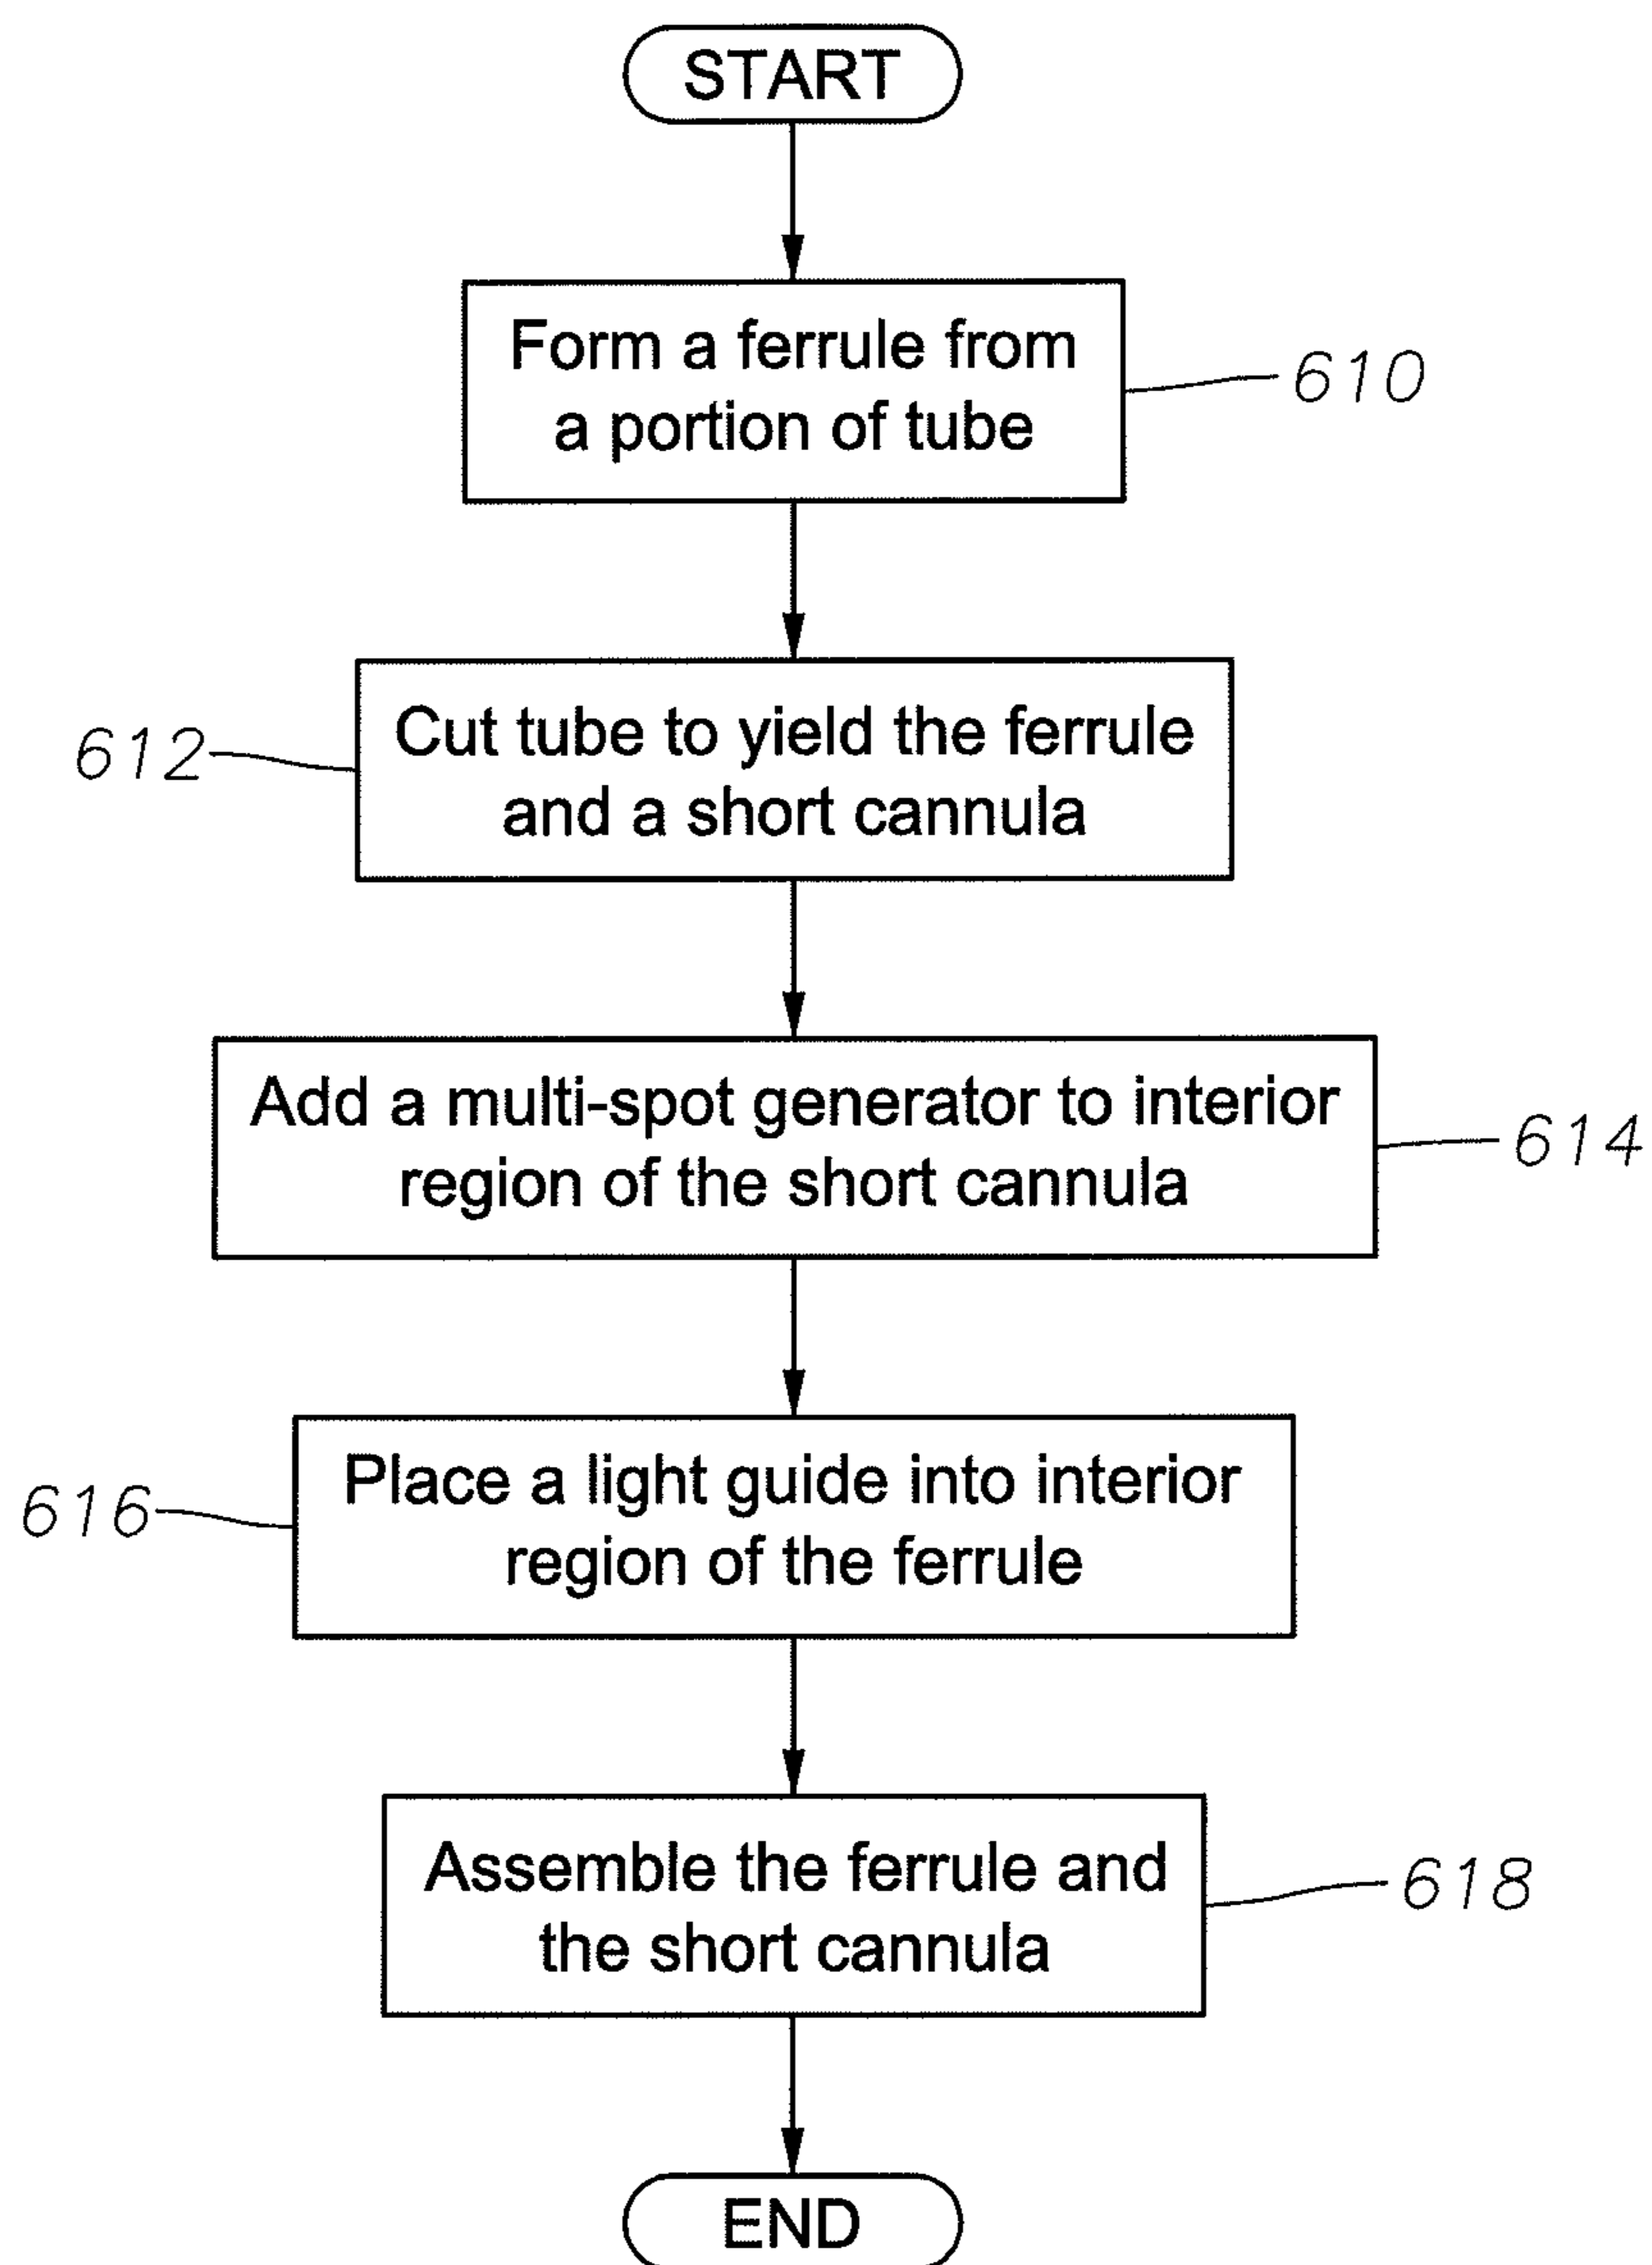 START
Form a ferrule from
a portion of tube
610
Cut tube to yield the ferrule
and a short cannula
612
Add a multi-spot generator to interior
region of the short cannula
614
Place a light guide into interior
region of the ferrule
616
Assemble the ferrule and
the short cannula
618
END